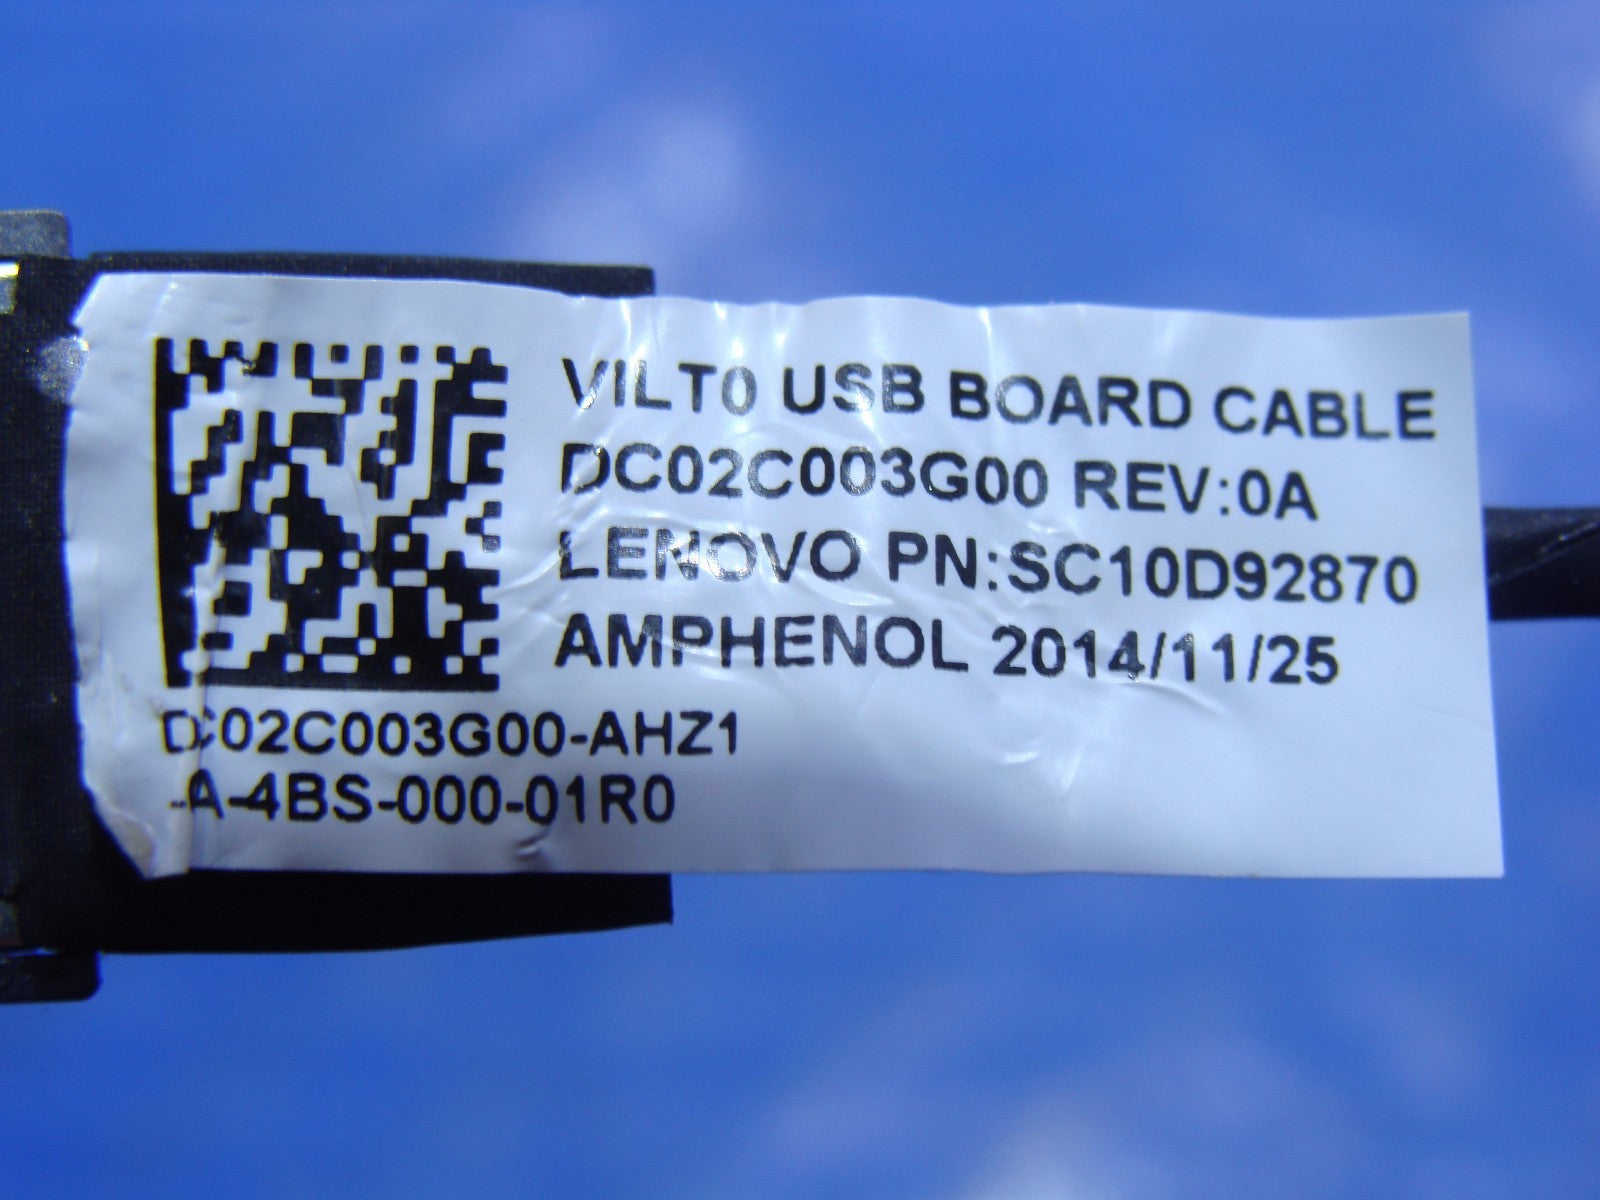 VILT0 USB BOARD CABLE
DC02C003G00 REV:0A
LENOVO PN:SC10D92870
AMPHENOL 2014/11/25
DC02C003G00-AHZ1
-A-4BS-000-01R0